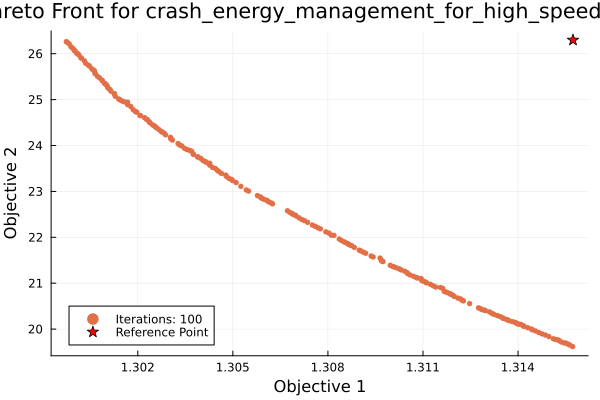 reto Front for crash_energy_management_for_high_speed
26
25
24
23
22
21
20
Objective 2
Iterations: 100
Reference Point
1.302 1.305 1.308 1.311 1.314
Objective 1